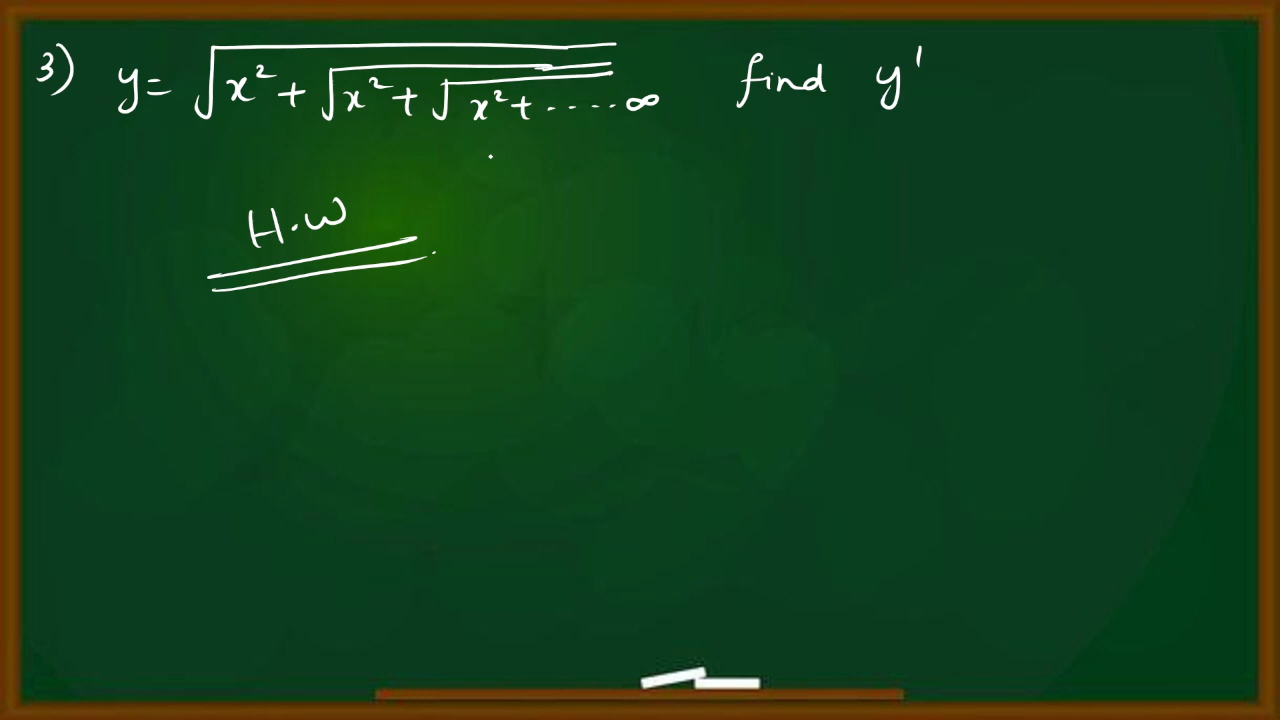 3) y = √(x² + √(x² + √(x² + ..... ∞ find y'
H.W